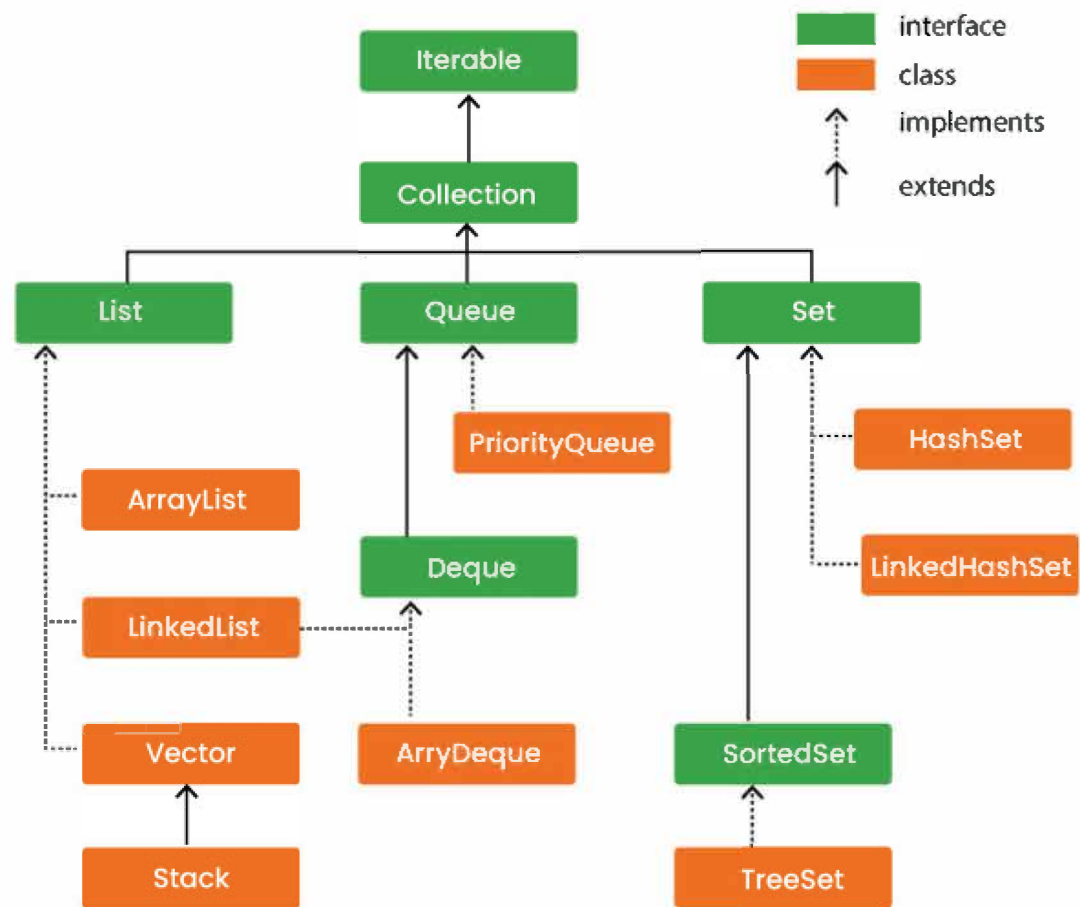 Iterable
interface
class
implements
extends
Collection
List
Queue
Set
PriorityQueue
HashSet
ArrayList
Deque
LinkedHashSet
LinkedList
Vector
ArryDeque
SortedSet
Stack
TreeSet